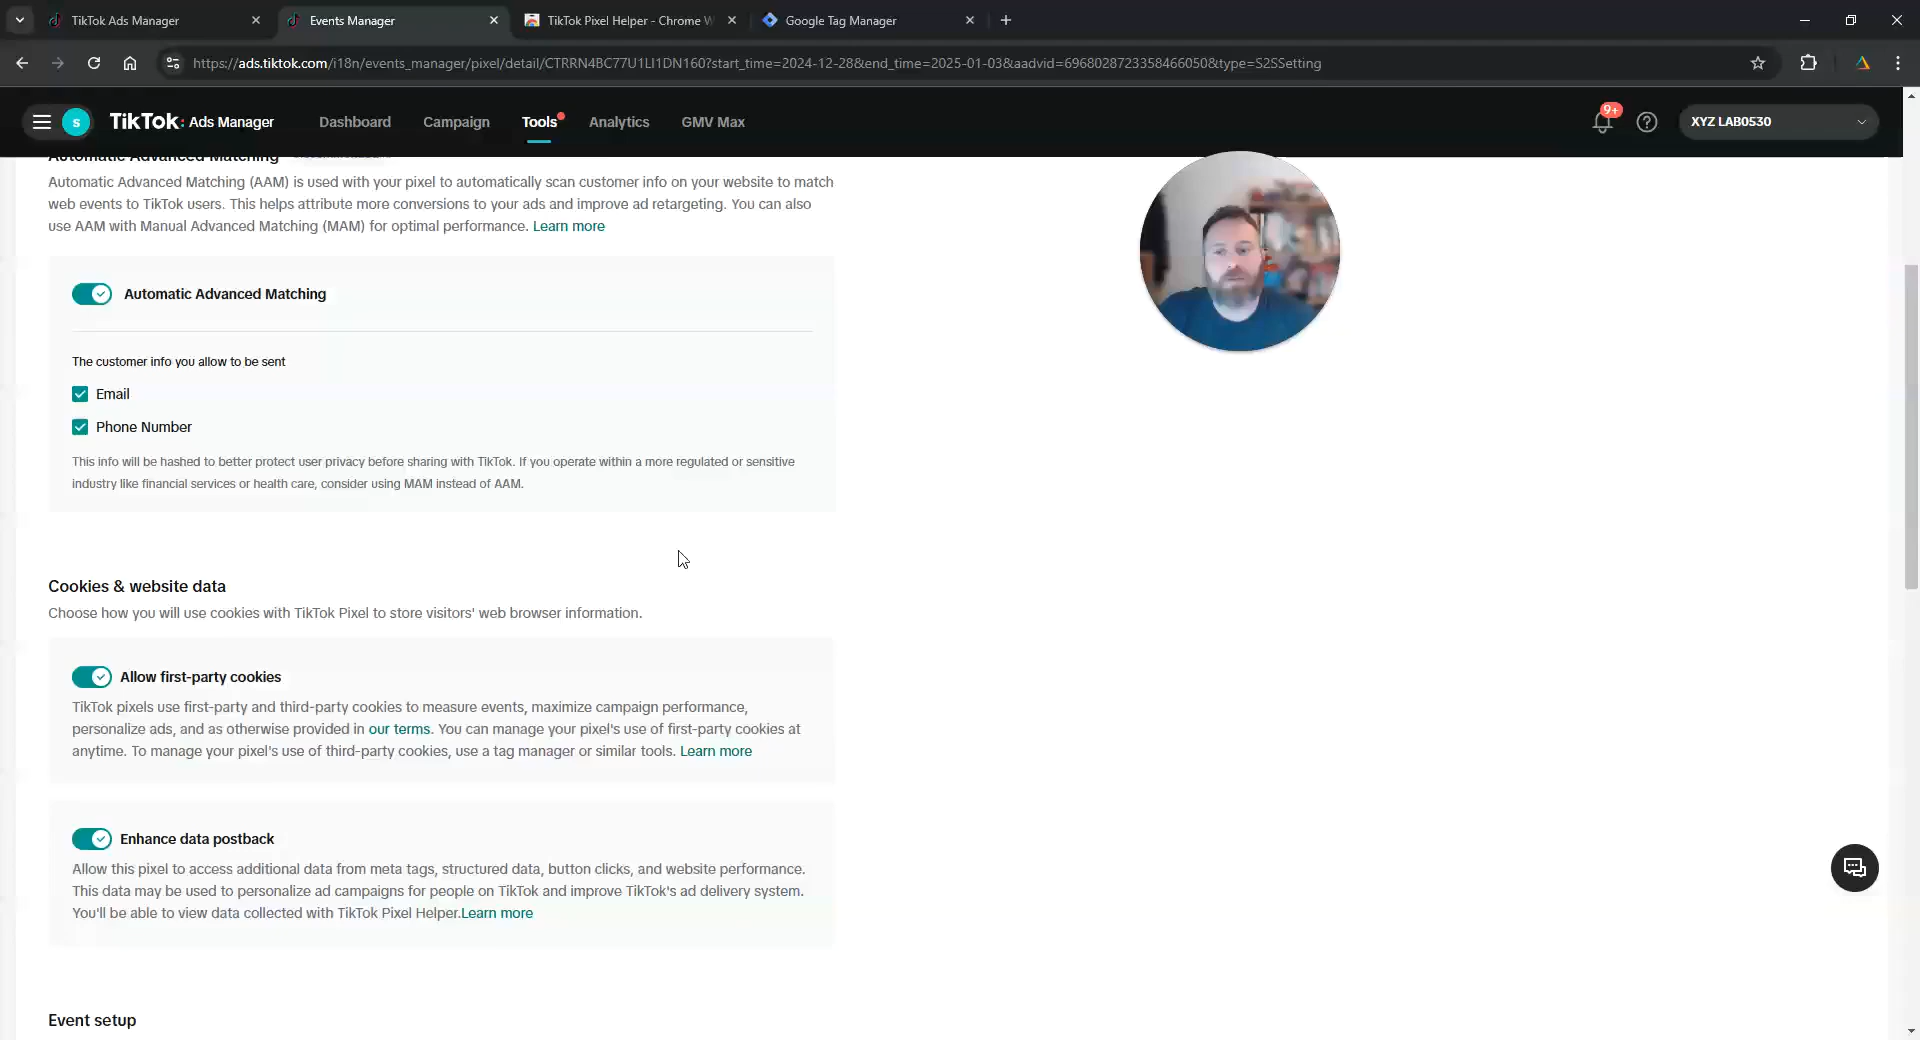 TikTok Ads Manager
Events Manager
TikTok Pixel Helper - Chrome W
Google Tag Manager
https://ads.tiktok.com/i18n/events_manager/pixel/detail/CTRRN4BC77U1LI1DN160?start_time=2024-12-28&end_time=2025-01-03&aadvid=6968028723358466050&type=S2SSetting
S
TikTok: Ads Manager
Dashboard
Campaign
Tools
Analytics
GMV Max
9+
XYZ LAB0530
Automatic Advanced Matching
Automatic Advanced Matching (AAM) is used with your pixel to automatically scan customer info on your website to match
web events to TikTok users. This helps attribute more conversions to your ads and improve ad retargeting. You can also
use AAM with Manual Advanced Matching (MAM) for optimal performance. Learn more
Automatic Advanced Matching
The customer info you allow to be sent
Email
Phone Number
This info will be hashed to better protect user privacy before sharing with TikTok. If you operate within a more regulated or sensitive
industry like financial services or health care, consider using MAM instead of AAM.
Cookies & website data
Choose how you will use cookies with TikTok Pixel to store visitors' web browser information.
Allow first-party cookies
TikTok pixels use first-party and third-party cookies to measure events, maximize campaign performance,
personalize ads, and as otherwise provided in our terms. You can manage your pixel's use of first-party cookies at
anytime. To manage your pixel's use of third-party cookies, use a tag manager or similar tools. Learn more
Enhance data postback
Allow this pixel to access additional data from meta tags, structured data, button clicks, and website performance.
This data may be used to personalize ad campaigns for people on TikTok and improve TikTok's ad delivery system.
You'll be able to view data collected with TikTok Pixel Helper.Learn more
Event setup